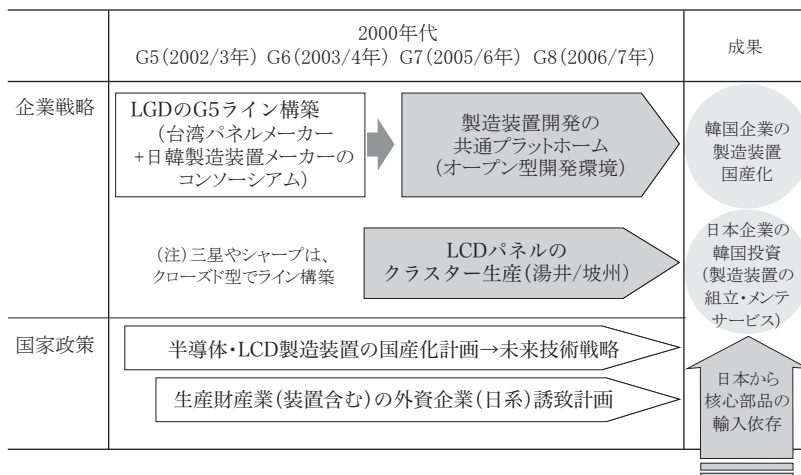 2000年代
G5(2002/3年) G6(2003/4年) G7(2005/6年) G8(2006/7年)
成果
企業戦略
LGDのG5ライン構築
(台湾パネルメーカー
+日韓製造装置メーカーの
コンソーシアム)
製造装置開発の
共通プラットホーム
(オープン型開発環境)
韓国企業の
製造装置
国産化
(注)三星やシャープは、
クローズド型でライン構築
LCDパネルの
クラスター生産(湯井/坡州)
日本企業の
韓国投資
(製造装置の
組立・メンテ
サービス)
国家政策
半導体・LCD製造装置の国産化計画→未来技術戦略
生産財産業(装置含む)の外資企業(日系)誘致計画
日本から
核心部品の
輸入依存